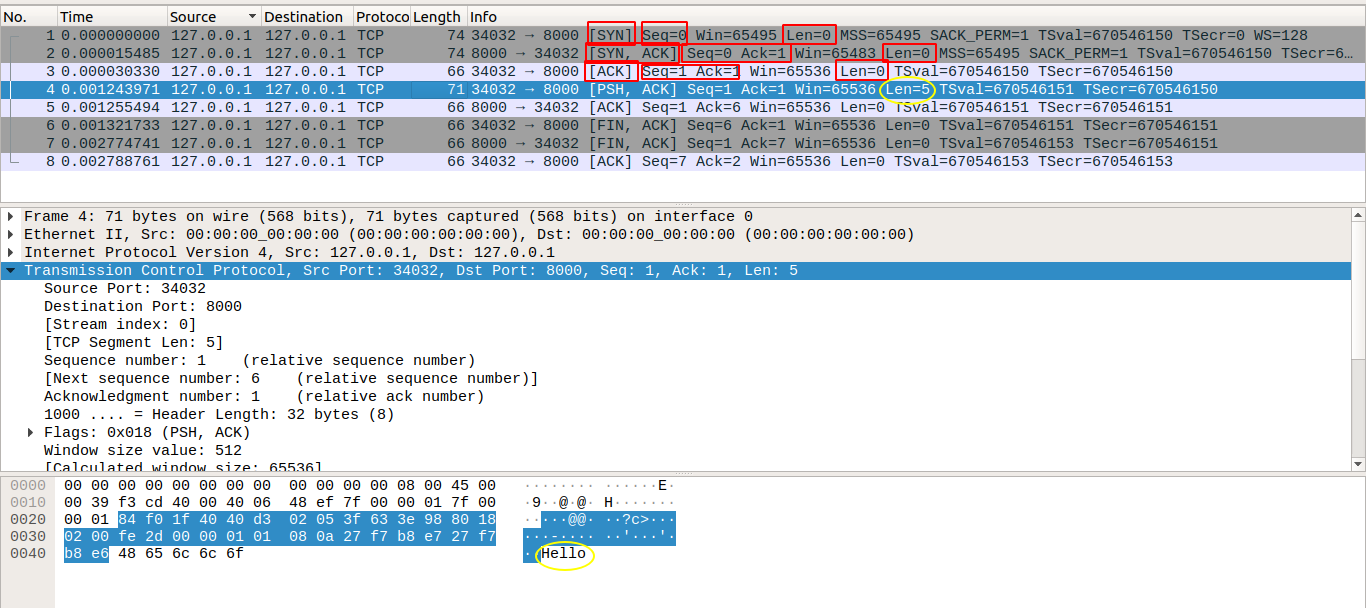 No. Time Source Destination Protoco Length Info
1 0.000000000 127.0.0.1 127.0.0.1 TCP 74 34032 → 8000 [SYN] Seq=0 Win=65495 Len=0 MSS=65495 SACK_PERM=1 TSval=670546150 TSecr=0 WS=128
2 0.000015485 127.0.0.1 127.0.0.1 TCP 74 8000 → 34032 [SYN, ACK] Seq=0 Ack=1 Win=65483 Len=0 MSS=65495 SACK_PERM=1 TSval=670546150 TSecr=6…
3 0.000030330 127.0.0.1 127.0.0.1 TCP 66 34032 → 8000 [ACK] Seq=1 Ack=1 Win=65536 Len=0 TSval=670546150 TSecr=670546150
4 0.001243971 127.0.0.1 127.0.0.1 TCP 71 34032 → 8000 [PSH, ACK] Seq=1 Ack=1 Win=65536 Len=5 TSval=670546151 TSecr=670546150
5 0.001255494 127.0.0.1 127.0.0.1 TCP 66 8000 → 34032 [ACK] Seq=1 Ack=6 Win=65536 Len=0 TSval=670546151 TSecr=670546151
6 0.001321733 127.0.0.1 127.0.0.1 TCP 66 34032 → 8000 [FIN, ACK] Seq=6 Ack=1 Win=65536 Len=0 TSval=670546151 TSecr=670546151
7 0.002774741 127.0.0.1 127.0.0.1 TCP 66 8000 → 34032 [FIN, ACK] Seq=1 Ack=7 Win=65536 Len=0 TSval=670546153 TSecr=670546151
8 0.002788761 127.0.0.1 127.0.0.1 TCP 66 34032 → 8000 [ACK] Seq=7 Ack=2 Win=65536 Len=0 TSval=670546153 TSecr=670546153
Frame 4: 71 bytes on wire (568 bits), 71 bytes captured (568 bits) on interface 0
Ethernet II, Src: 00:00:00_00:00:00 (00:00:00:00:00:00), Dst: 00:00:00_00:00:00 (00:00:00:00:00:00)
Internet Protocol Version 4, Src: 127.0.0.1, Dst: 127.0.0.1
Transmission Control Protocol, Src Port: 34032, Dst Port: 8000, Seq: 1, Ack: 1, Len: 5
Source Port: 34032
Destination Port: 8000
[Stream index: 0]
[TCP Segment Len: 5]
Sequence number: 1 (relative sequence number)
[Next sequence number: 6 (relative sequence number)]
Acknowledgment number: 1 (relative ack number)
1000 .... = Header Length: 32 bytes (8)
Flags: 0x018 (PSH, ACK)
Window size value: 512
[Calculated window size: 65536]
0000 00 00 00 00 00 00 00 00 00 00 00 00 08 00 45 00 ········ ······E·
0010 00 39 f3 cd 40 00 40 06 48 ef 7f 00 00 01 7f 00 ·9··@·@· H·······
0020 00 01 84 f0 1f 40 40 d3 02 05 3f 63 3e 98 80 18 ·····@@· ··?c>···
0030 02 00 fe 2d 00 00 01 01 08 0a 27 f7 b8 e7 27 f7 ···-···· ··'···'·
0040 b8 e6 48 65 6c 6c 6f ··Hello